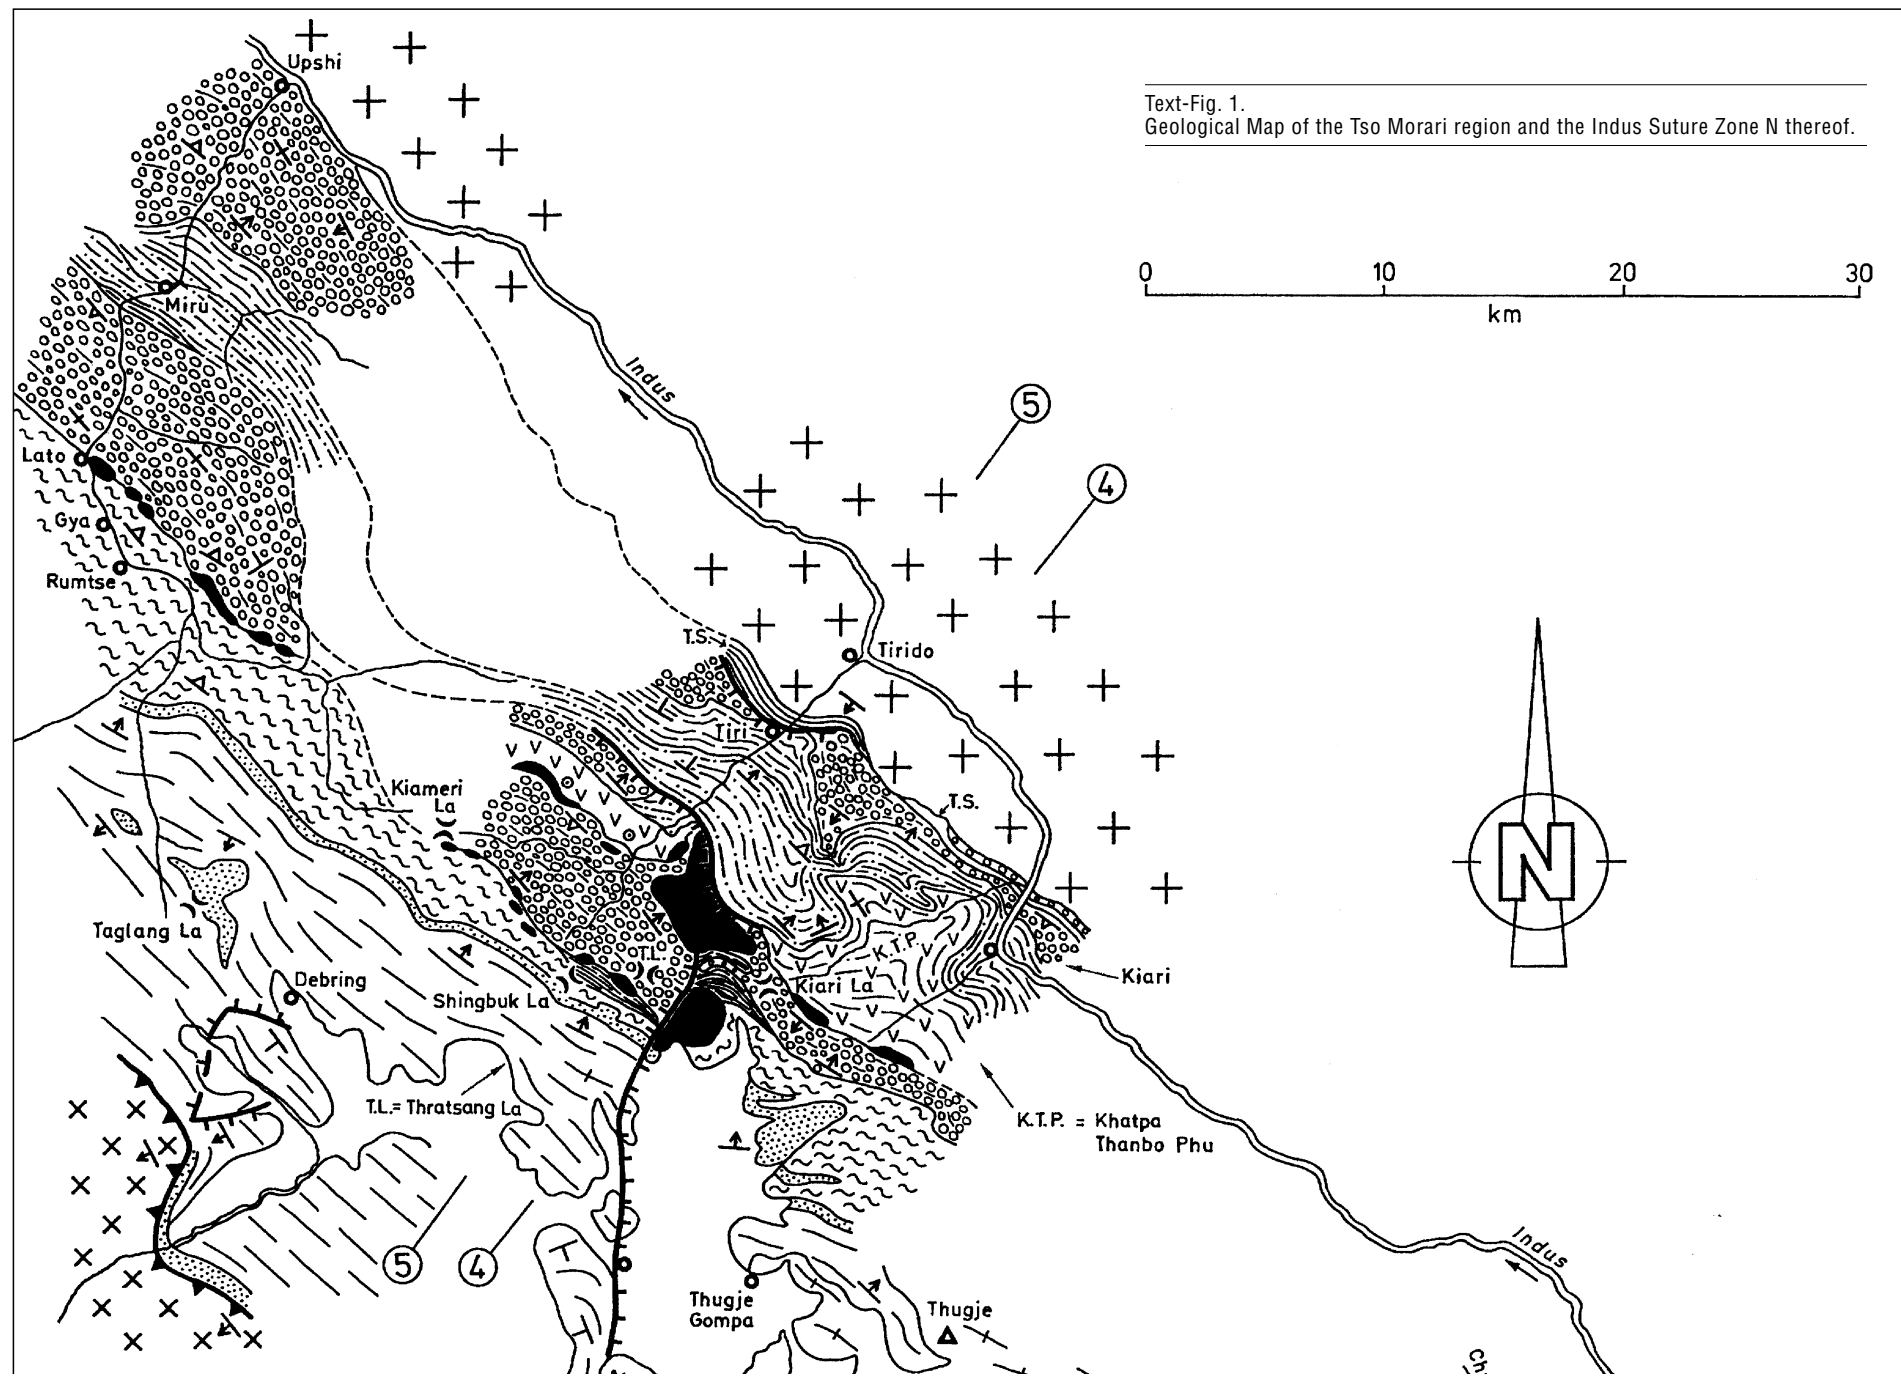 Upshi
Text-Fig. 1.
Geological Map of the Tso Morari region and the Indus Suture Zone N thereof.
0 10 20 30
km
Miru
Indus
5
4
Lato
Gya
Rumtse
T.S.
Tirido
Tiri
Kiameri
La
T.S.
N
Taglang La
K.T.P.
T.L.
Debring
Shingbuk La
Kiari La
Kiari
T.L.= Thratsang La
K.T.P. = Khatpa
Thanbo Phu
5
4
Indus
Thugje
Gompa
Thugje
Ch